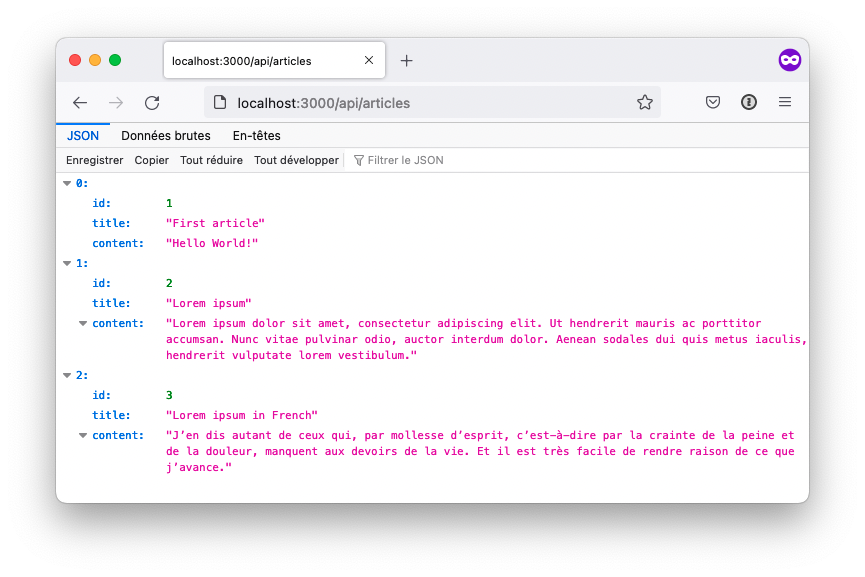 localhost:3000/api/articles
localhost:3000/api/articles
JSON Données brutes En-têtes
Enregistrer Copier Tout réduire Tout développer Filtrer le JSON
0:
id: 1
title: "First article"
content: "Hello World!"
1:
id: 2
title: "Lorem ipsum"
content: "Lorem ipsum dolor sit amet, consectetur adipiscing elit. Ut hendrerit mauris ac porttitor
accumsan. Nunc vitae pulvinar odio, auctor interdum dolor. Aenean sodales dui quis metus iaculis,
hendrerit vulputate lorem vestibulum."
2:
id: 3
title: "Lorem ipsum in French"
content: "J’en dis autant de ceux qui, par mollesse d’esprit, c’est-à-dire par la crainte de la peine et
de la douleur, manquent aux devoirs de la vie. Et il est très facile de rendre raison de ce que
j’avance."